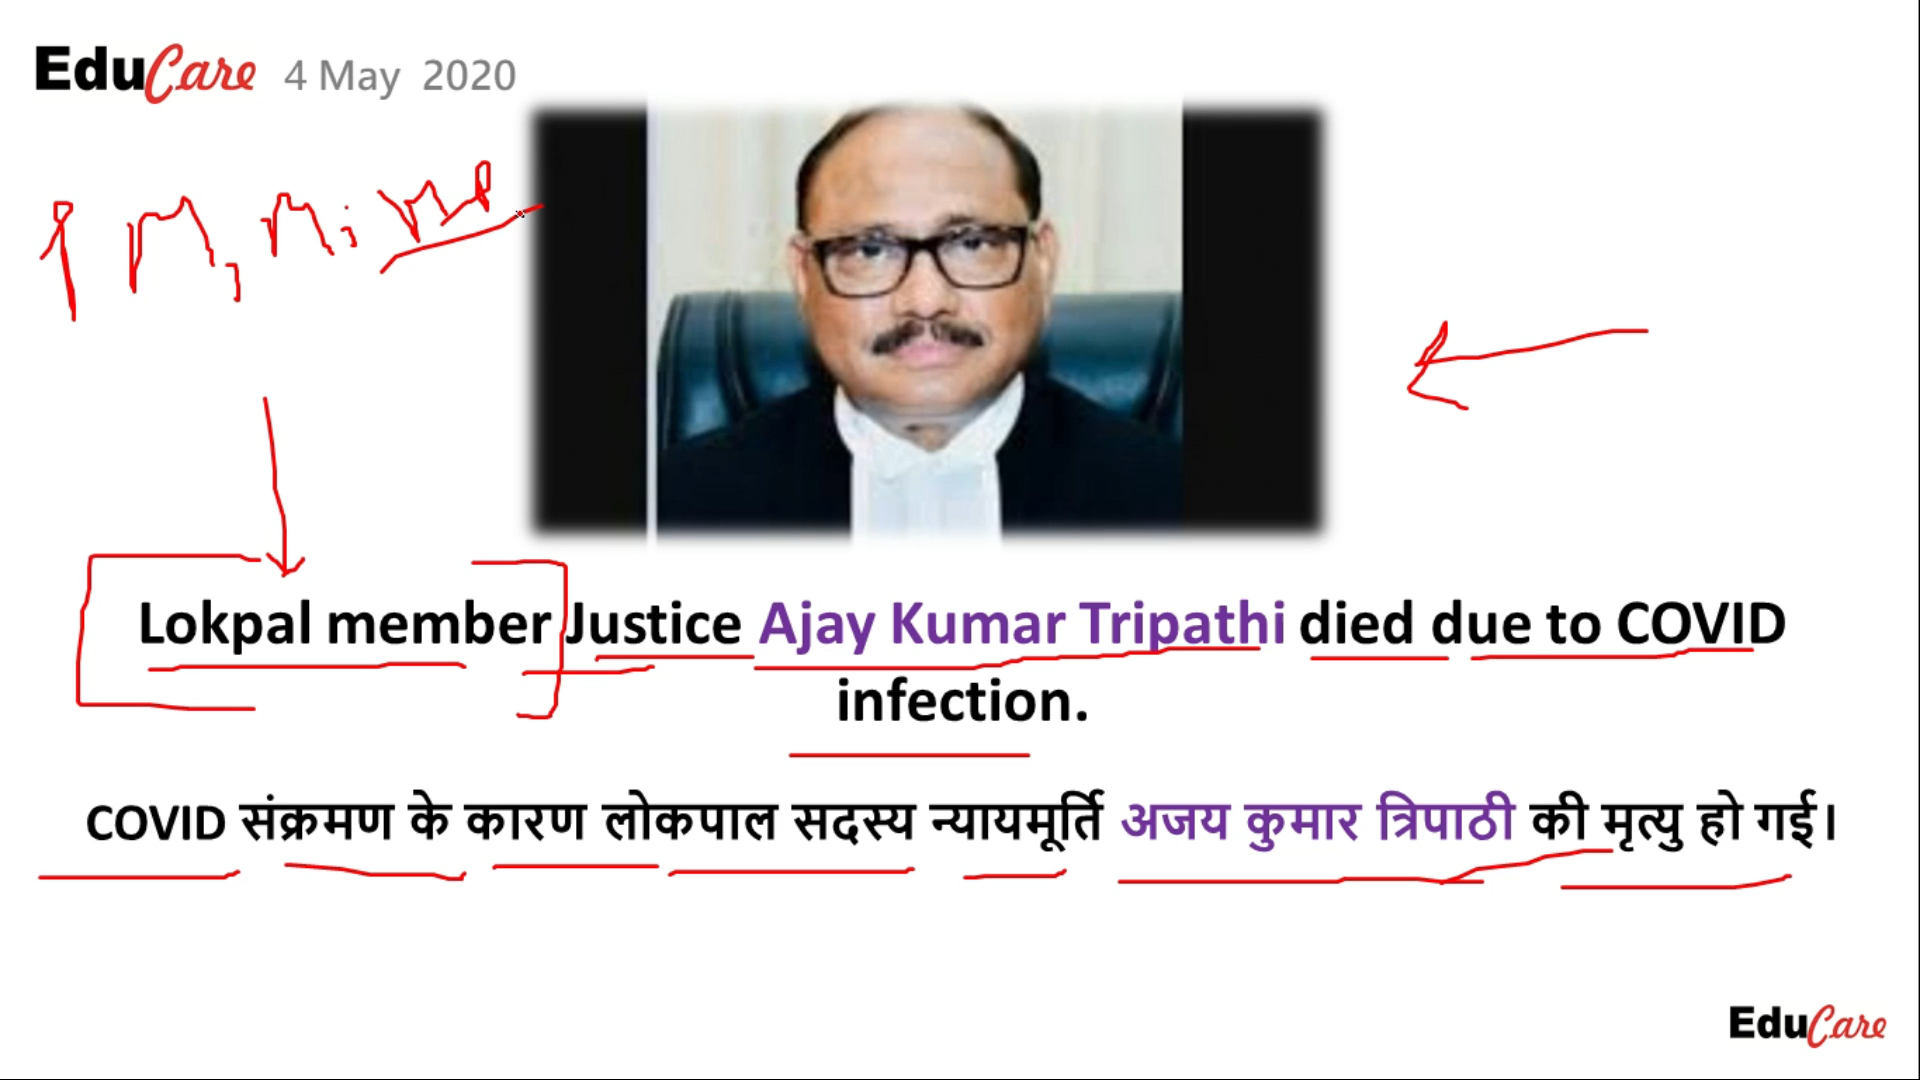 EduCare 4 May 2020
Lokpal member Justice Ajay Kumar Tripathi died due to COVID
infection.
COVID संक्रमण के कारण लोकपाल सदस्य न्यायमूर्ति अजय कुमार त्रिपाठी की मृत्यु हो गई।
EduCare